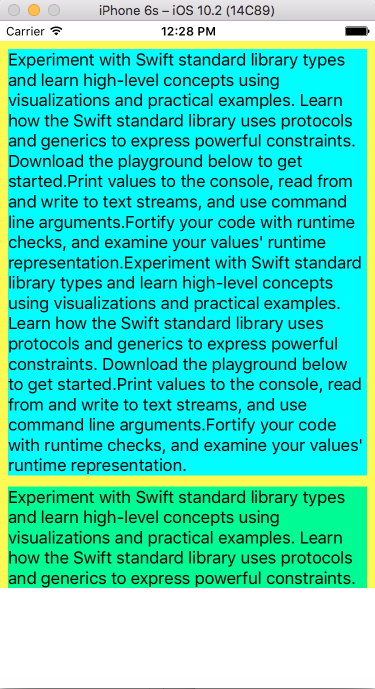 iPhone 6s – iOS 10.2 (14C89)
Carrier 12:28 PM
Experiment with Swift standard library types
and learn high-level concepts using
visualizations and practical examples. Learn
how the Swift standard library uses protocols
and generics to express powerful constraints.
Download the playground below to get
started.Print values to the console, read from
and write to text streams, and use command
line arguments.Fortify your code with runtime
checks, and examine your values' runtime
representation.Experiment with Swift standard
library types and learn high-level concepts
using visualizations and practical examples.
Learn how the Swift standard library uses
protocols and generics to express powerful
constraints. Download the playground below
to get started.Print values to the console, read
from and write to text streams, and use
command line arguments.Fortify your code
with runtime checks, and examine your values'
runtime representation.
Experiment with Swift standard library types
and learn high-level concepts using
visualizations and practical examples. Learn
how the Swift standard library uses protocols
and generics to express powerful constraints.